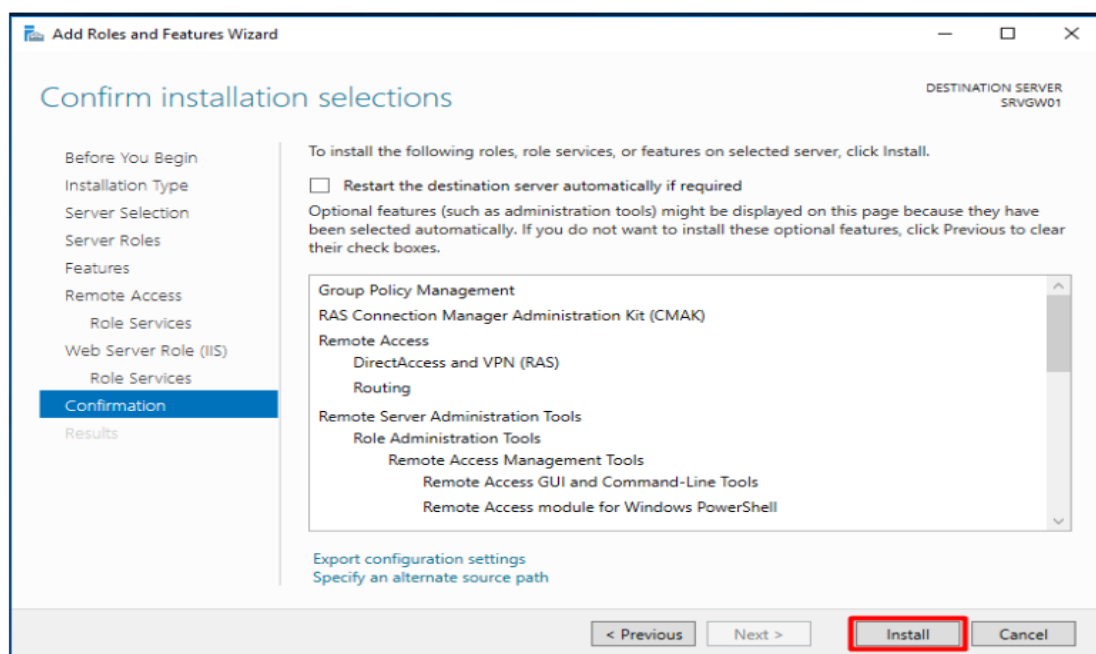 Add Roles and Features Wizard
Confirm installation selections
DESTINATION SERVER
SRVGW01
Before You Begin
Installation Type
Server Selection
Server Roles
Features
Remote Access
Role Services
Web Server Role (IIS)
Role Services
Confirmation
Results
To install the following roles, role services, or features on selected server, click Install.
Restart the destination server automatically if required
Optional features (such as administration tools) might be displayed on this page because they have
been selected automatically. If you do not want to install these optional features, click Previous to clear
their check boxes.
Group Policy Management
RAS Connection Manager Administration Kit (CMAK)
Remote Access
DirectAccess and VPN (RAS)
Routing
Remote Server Administration Tools
Role Administration Tools
Remote Access Management Tools
Remote Access GUI and Command-Line Tools
Remote Access module for Windows PowerShell
Export configuration settings
Specify an alternate source path
< Previous
Next >
Install
Cancel